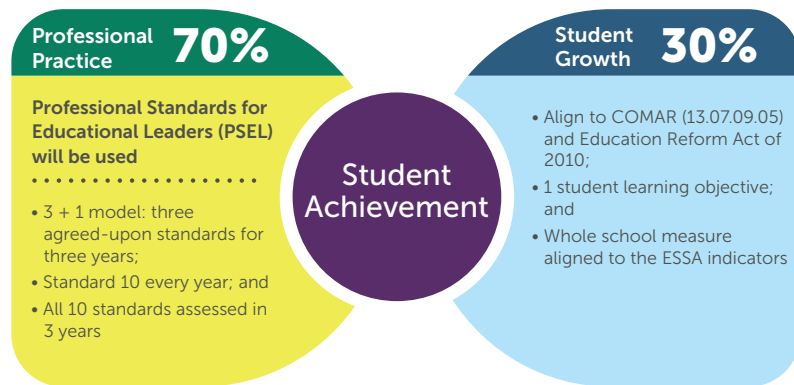 Professional
Practice
70%
Professional Standards for
Educational Leaders (PSEL)
will be used
• 3 + 1 model: three
agreed-upon standards for
three years;
• Standard 10 every year; and
• All 10 standards assessed in
3 years
Student
Achievement
Student
Growth
30%
• Align to COMAR (13.07.09.05)
and Education Reform Act of
2010;
• 1 student learning objective;
and
• Whole school measure
aligned to the ESSA indicators